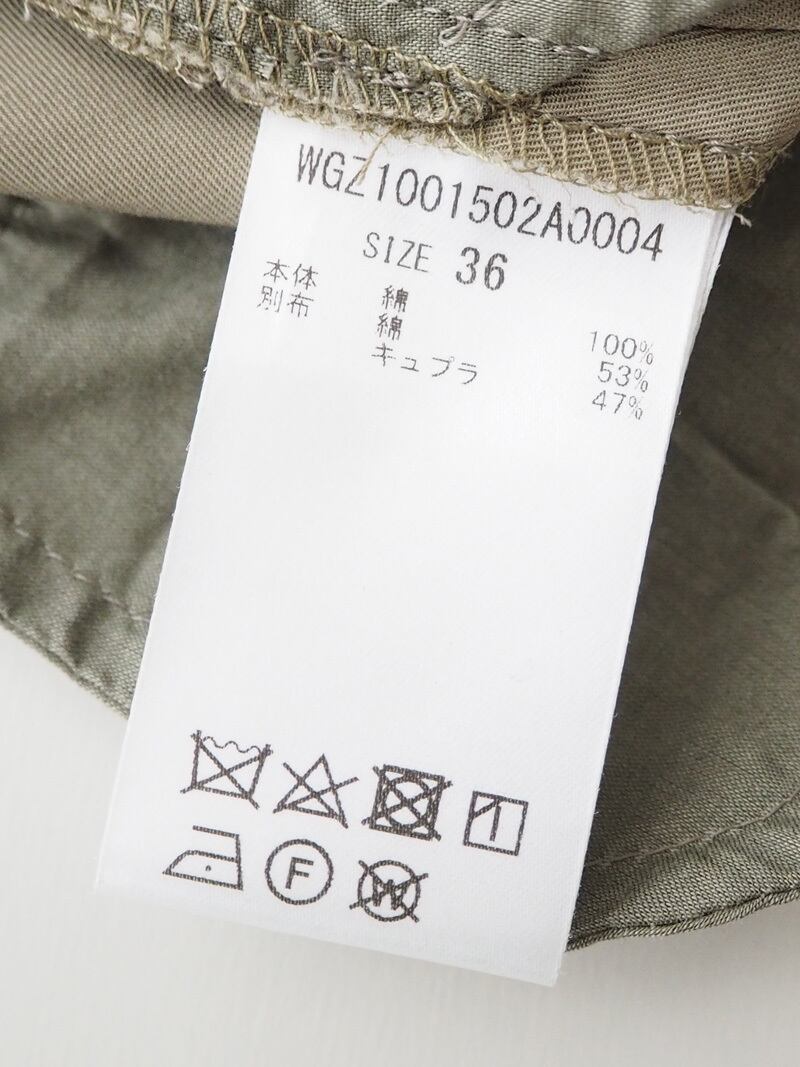 WGZ1001502A0004
SIZE 36
本体 綿 100%
別布 綿 53%
キュプラ 47%
F
W